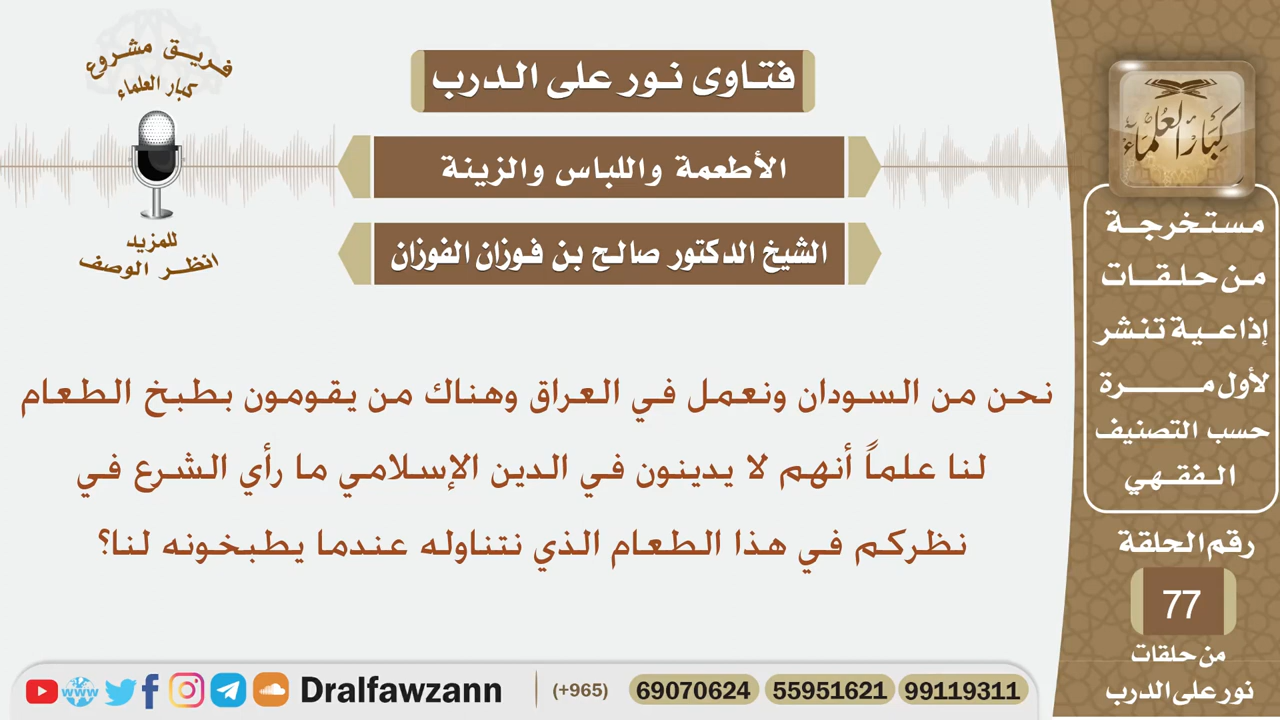 فريق مشروع
كبار العلماء
للمزيد
انظر الوصف
فتاوى نور على الدرب
الأطعمة واللباس والزينة
الشيخ الدكتور صالح بن فوزان الفوزان
نحن من السودان ونعمل في العراق وهناك من يقومون بطبخ الطعام
لنا علماً أنهم لا يدينون في الدين الإسلامي ما رأي الشرع في
نظركم في هذا الطعام الذي نتناوله عندما يطبخونه لنا؟
كبار العلماء
مستخرجة
من حلقات
إذاعية تنشر
لأول مرة
حسب التصنيف
الفقهي
رقم الحلقة
77
من حلقات
نور على الدرب
www Dralfawzann (+965) 69070624 55951621 99119311